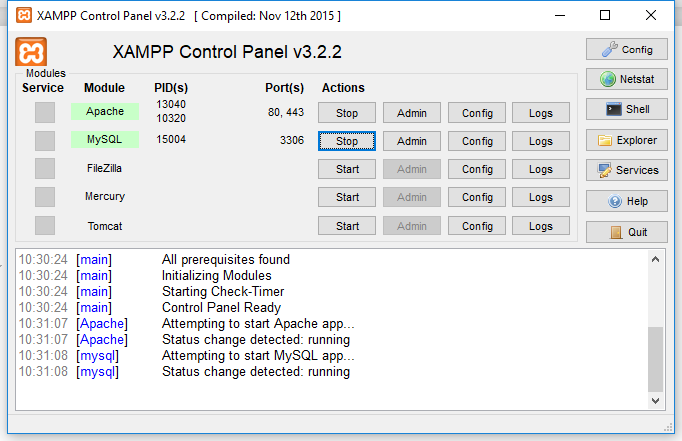 XAMPP Control Panel v3.2.2 [ Compiled: Nov 12th 2015 ]
XAMPP Control Panel v3.2.2
Config
Modules
Service Module PID(s) Port(s) Actions
Netstat
Apache 13040 10320 80, 443 Stop Admin Config Logs
Shell
MySQL 15004 3306 Stop Admin Config Logs
Explorer
FileZilla Start Admin Config Logs
Services
Mercury Start Admin Config Logs
Help
Tomcat Start Admin Config Logs
Quit
10:30:24 [main] All prerequisites found
10:30:24 [main] Initializing Modules
10:30:24 [main] Starting Check-Timer
10:30:24 [main] Control Panel Ready
10:31:07 [Apache] Attempting to start Apache app...
10:31:07 [Apache] Status change detected: running
10:31:08 [mysql] Attempting to start MySQL app...
10:31:08 [mysql] Status change detected: running